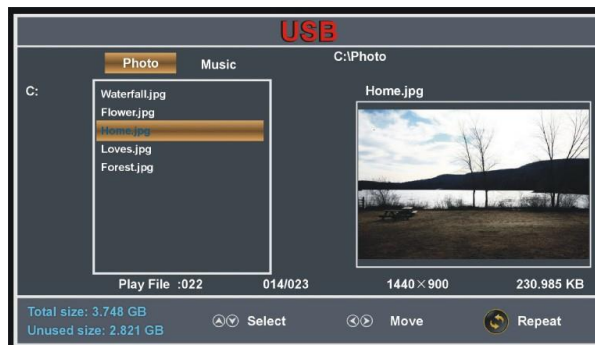 USB
Photo Music C:\Photo
C: Home.jpg
Waterfall.jpg
Flower.jpg
Home.jpg
Loves.jpg
Forest.jpg
Play File :022 014/023 1440×900 230.985 KB
Total size: 3.748 GB
Unused size: 2.821 GB
Select Move Repeat